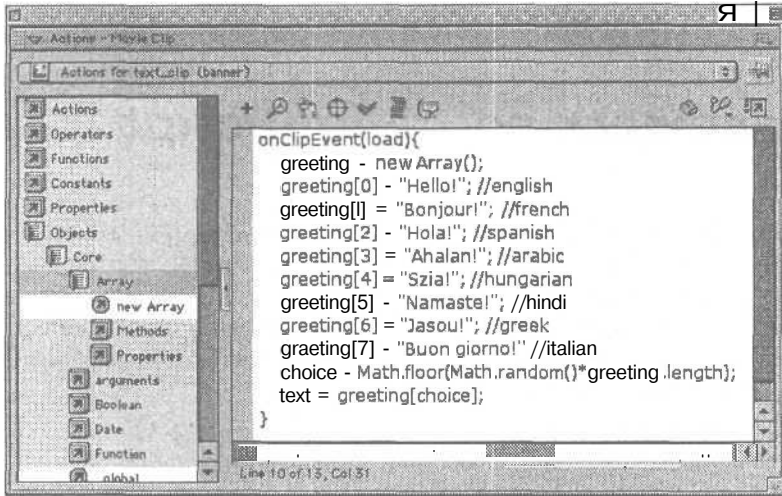 Я
Actions - Movie Clip
Actions for text_clip (banner)
Actions
Operators
Functions
Constants
Properties
Objects
Core
Array
new Array
Methods
Properties
arguments
Boolean
Date
Function
_global
onClipEvent(load){
greeting - new Array();
greeting[0] - "Hello!"; //english
greeting[l] = "Bonjour!"; //french
greeting[2] - "Hola!"; //spanish
greeting[3] = "Ahalan!"; //arabic
greeting[4] = "Szia!"; //hungarian
greeting[5] - "Namaste!"; //hindi
greeting[6] = "Jasou!"; //greek
graeting[7] - "Buon giorno!" //italian
choice - Math.floor(Math.random()*greeting.length);
text = greeting[choice];
}
Line 10 of 13, Col 31